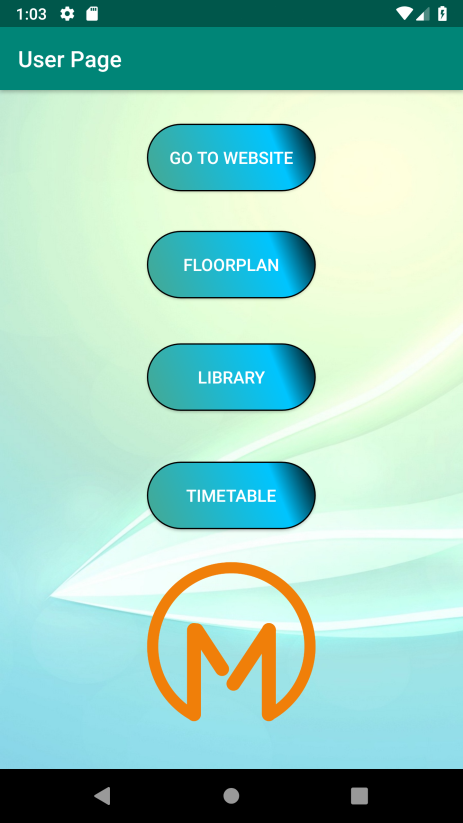 1:03
User Page
GO TO WEBSITE
FLOORPLAN
LIBRARY
TIMETABLE
M